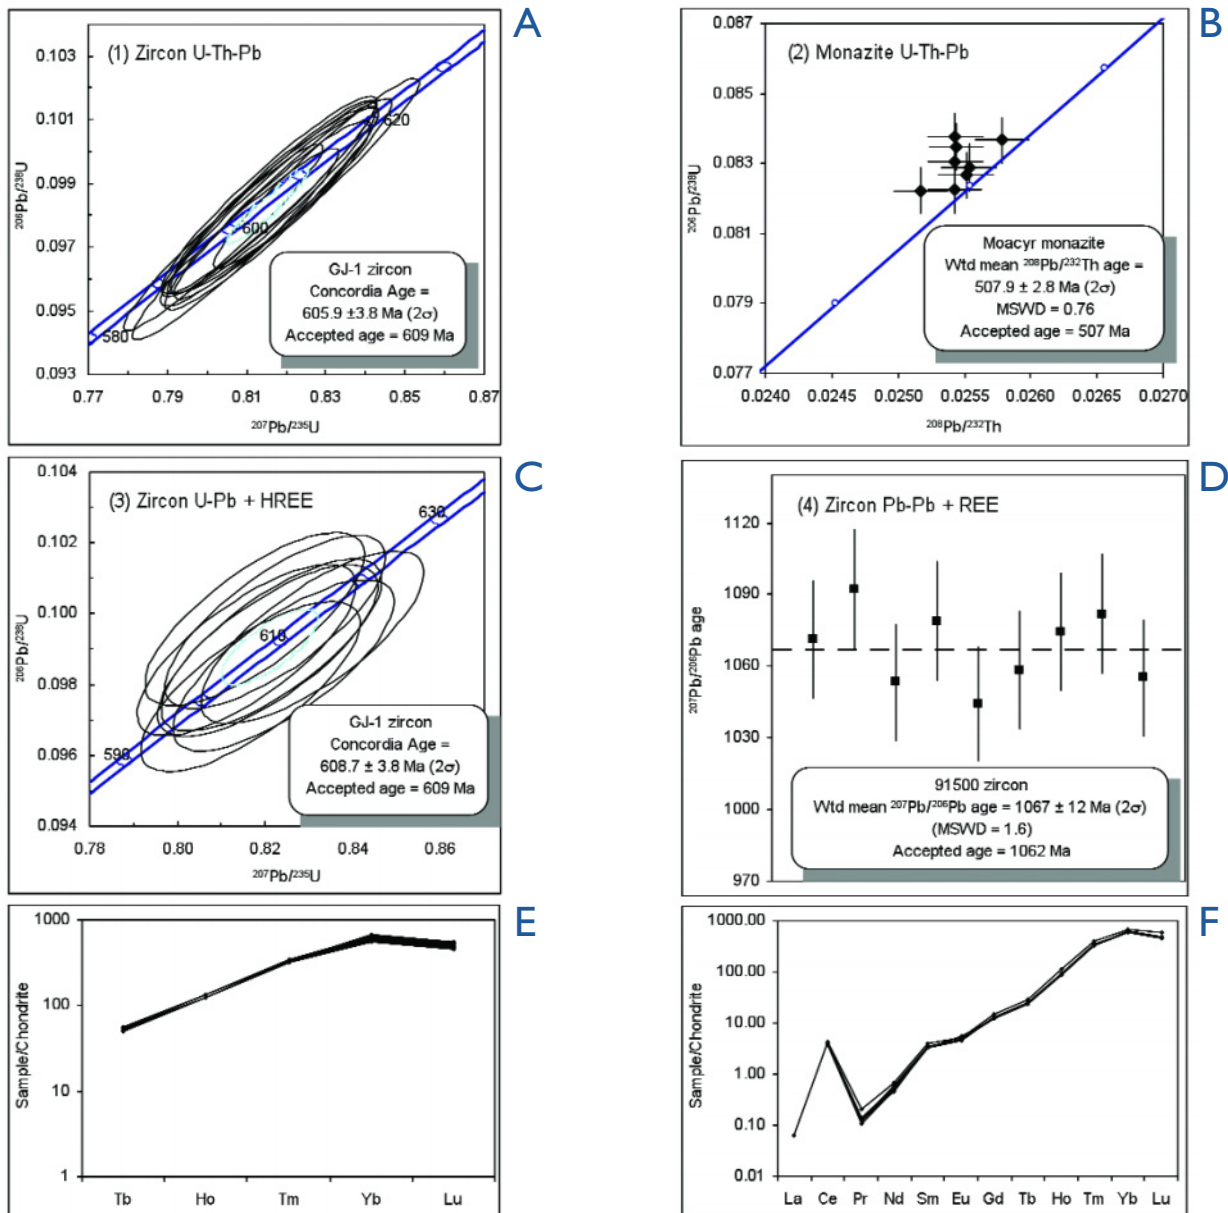 A
(1) Zircon U-Th-Pb
0.103
0.101
0.099
0.097
0.095
0.093
²⁰⁶Pb/²³⁸U
620
600
580
GJ-1 zircon
Concordia Age =
605.9 ±3.8 Ma (2σ)
Accepted age = 609 Ma
0.77
0.79
0.81
0.83
0.85
0.87
²⁰⁷Pb/²³⁵U
B
(2) Monazite U-Th-Pb
0.087
0.085
0.083
0.081
0.079
0.077
²⁰⁶Pb/²³⁸U
Moacyr monazite
Wtd mean ²⁰⁸Pb/²³²Th age =
507.9 ± 2.8 Ma (2σ)
MSWD = 0.76
Accepted age = 507 Ma
0.0240
0.0245
0.0250
0.0255
0.0260
0.0265
0.0270
²⁰⁸Pb/²³²Th
C
(3) Zircon U-Pb + HREE
0.104
0.102
0.100
0.098
0.096
0.094
²⁰⁶Pb/²³⁸U
630
610
590
GJ-1 zircon
Concordia Age =
608.7 ± 3.8 Ma (2σ)
Accepted age = 609 Ma
0.78
0.80
0.82
0.84
0.86
²⁰⁷Pb/²³⁵U
D
(4) Zircon Pb-Pb + REE
1120
1090
1060
1030
1000
970
²⁰⁷Pb/²⁰⁶Pb age
91500 zircon
Wtd mean ²⁰⁷Pb/²⁰⁶Pb age = 1067 ± 12 Ma (2σ)
(MSWD = 1.6)
Accepted age = 1062 Ma
E
1000
100
10
1
Sample/Chondrite
Tb
Ho
Tm
Yb
Lu
F
1000.00
100.00
10.00
1.00
0.10
0.01
Sample/Chondrite
La
Ce
Pr
Nd
Sm
Eu
Gd
Tb
Ho
Tm
Yb
Lu